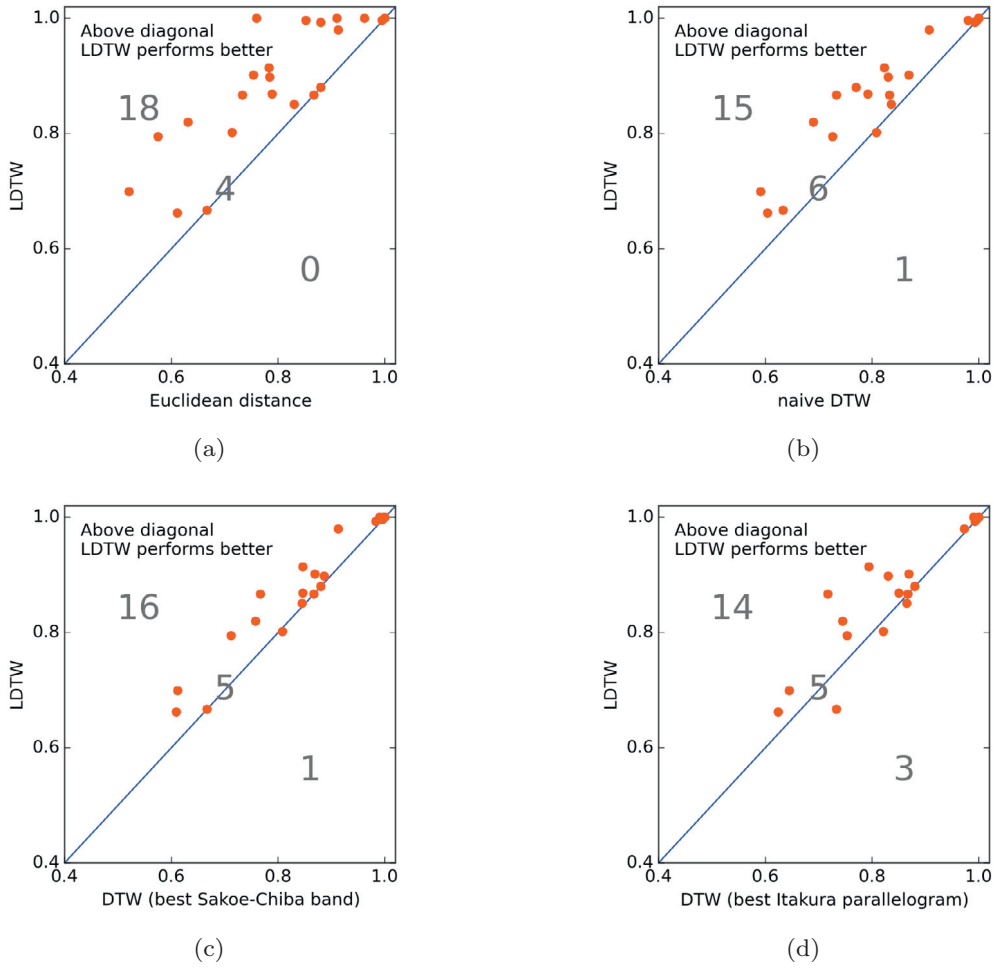 1.0
Above diagonal
LDTW performs better
18
0.8
LDTW
4
0.6
0
0.4
0.4 0.6 0.8 1.0
Euclidean distance
(a)
1.0
Above diagonal
LDTW performs better
15
0.8
LDTW
6
0.6
1
0.4
0.4 0.6 0.8 1.0
naive DTW
(b)
1.0
Above diagonal
LDTW performs better
16
0.8
LDTW
5
0.6
1
0.4
0.4 0.6 0.8 1.0
DTW (best Sakoe-Chiba band)
(c)
1.0
Above diagonal
LDTW performs better
14
0.8
LDTW
5
0.6
3
0.4
0.4 0.6 0.8 1.0
DTW (best Itakura parallelogram)
(d)